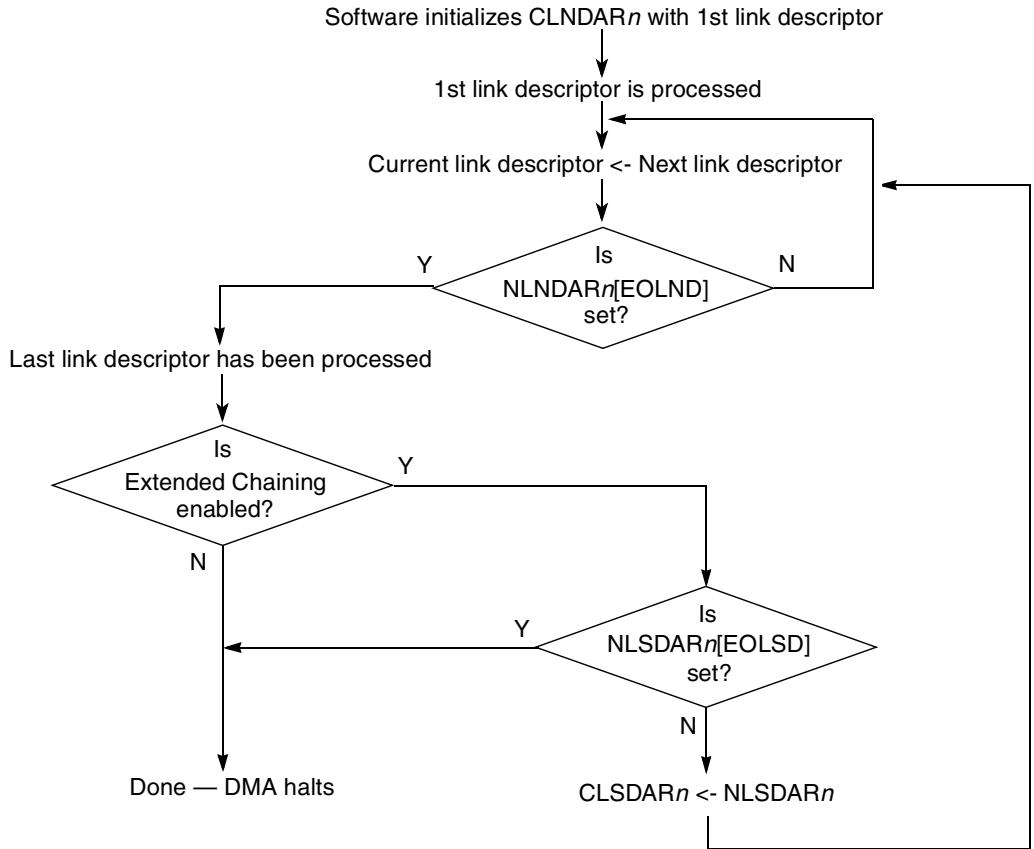 Software initializes CLNDARn with 1st link descriptor
1st link descriptor is processed
Current link descriptor <- Next link descriptor
Is
NLNDARn[EOLND]
set?
Y
N
Last link descriptor has been processed
Is
Extended Chaining
enabled?
Y
N
Is
NLSDARn[EOLSD]
set?
Y
N
Done — DMA halts
CLSDARn <- NLSDARn